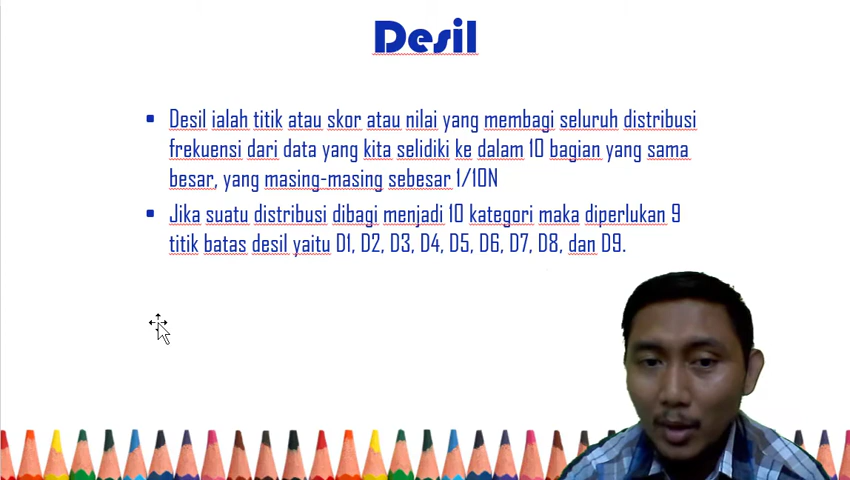 Desil
• Desil ialah titik atau skor atau nilai yang membagi seluruh distribusi
frekuensi dari data yang kita selidiki ke dalam 10 bagian yang sama
besar, yang masing-masing sebesar 1/10N
• Jika suatu distribusi dibagi menjadi 10 kategori maka diperlukan 9
titik batas desil yaitu D1, D2, D3, D4, D5, D6, D7, D8, dan D9.